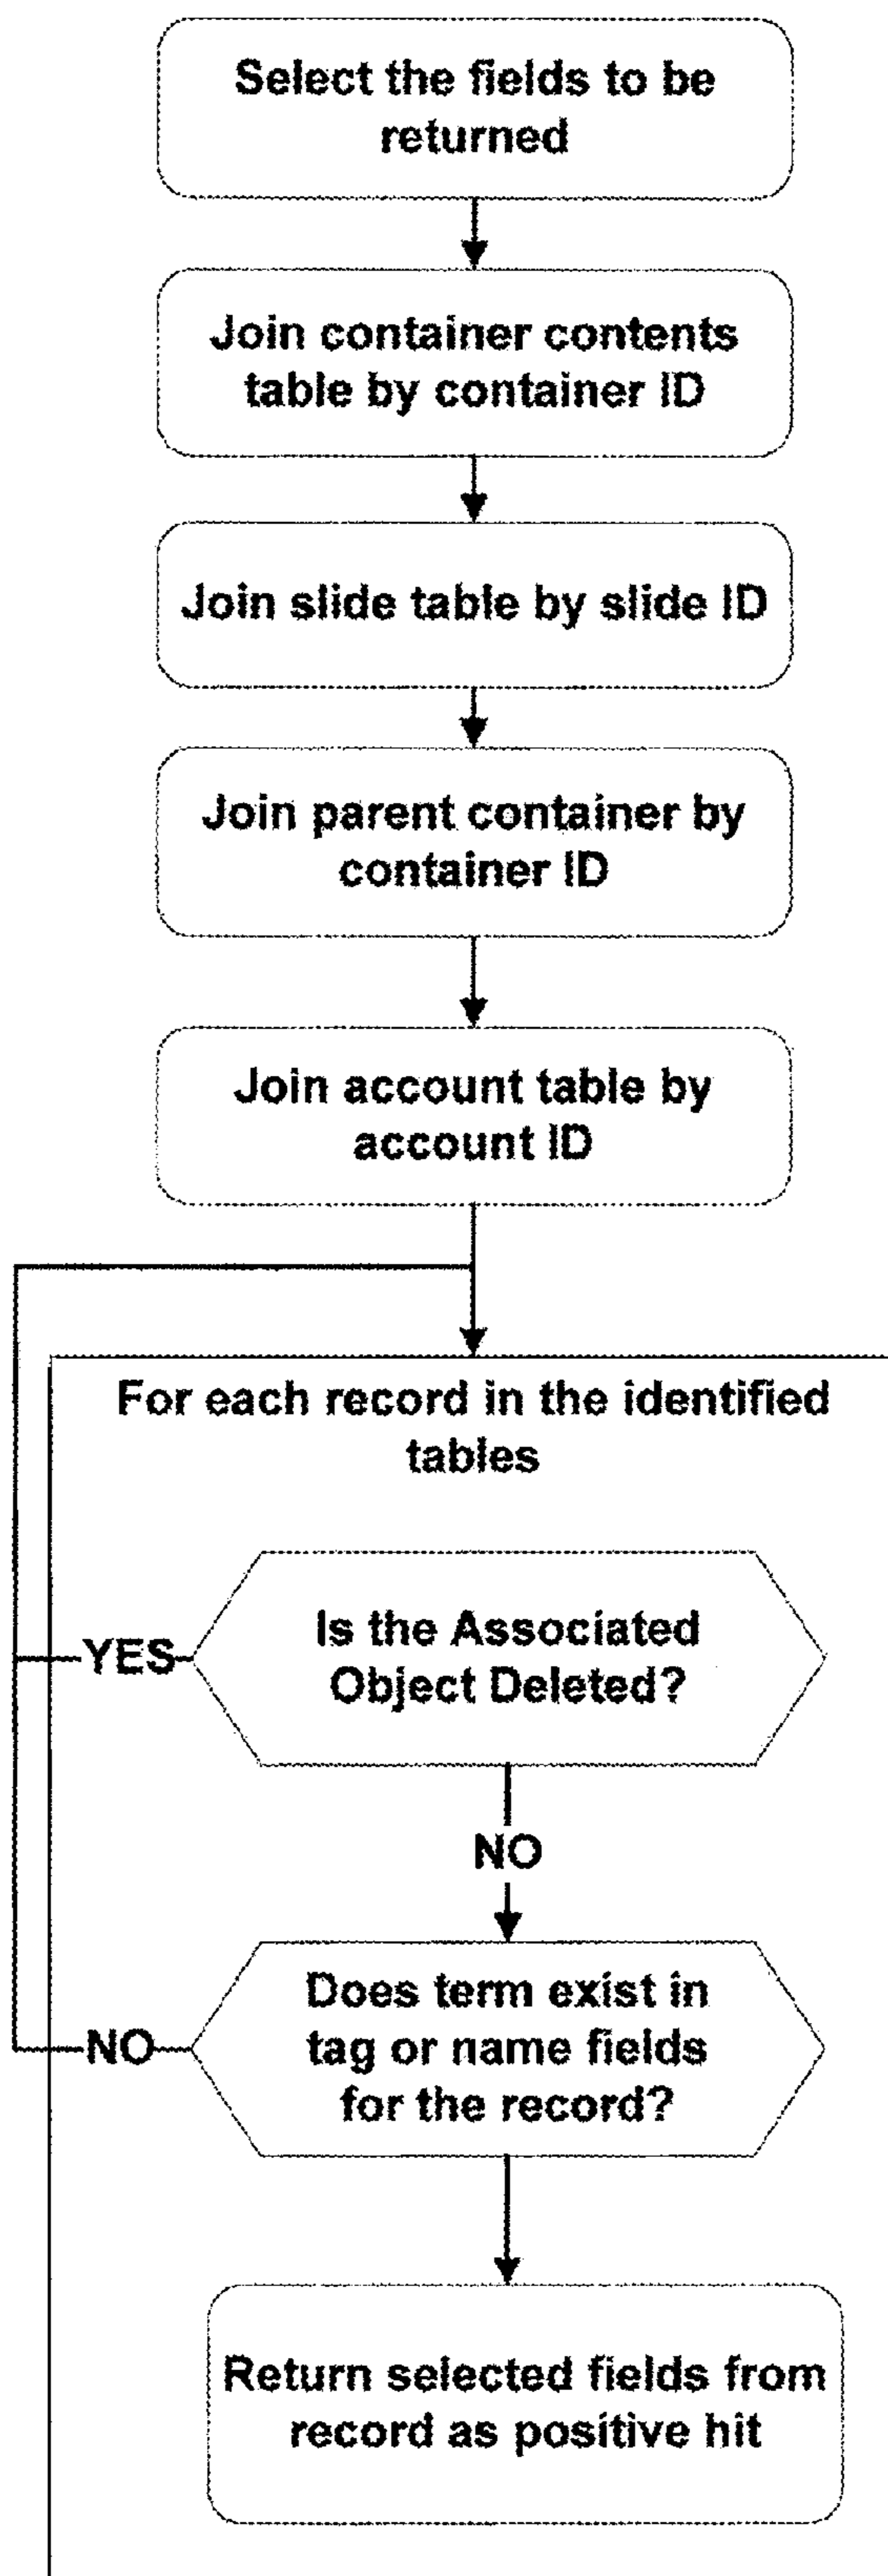 Select the fields to be
returned
Join container contents
table by container ID
Join slide table by slide ID
Join parent container by
container ID
Join account table by
account ID
For each record in the identified
tables
Is the Associated
Object Deleted?
YES
NO
Does term exist in
tag or name fields
for the record?
NO
Return selected fields from
record as positive hit